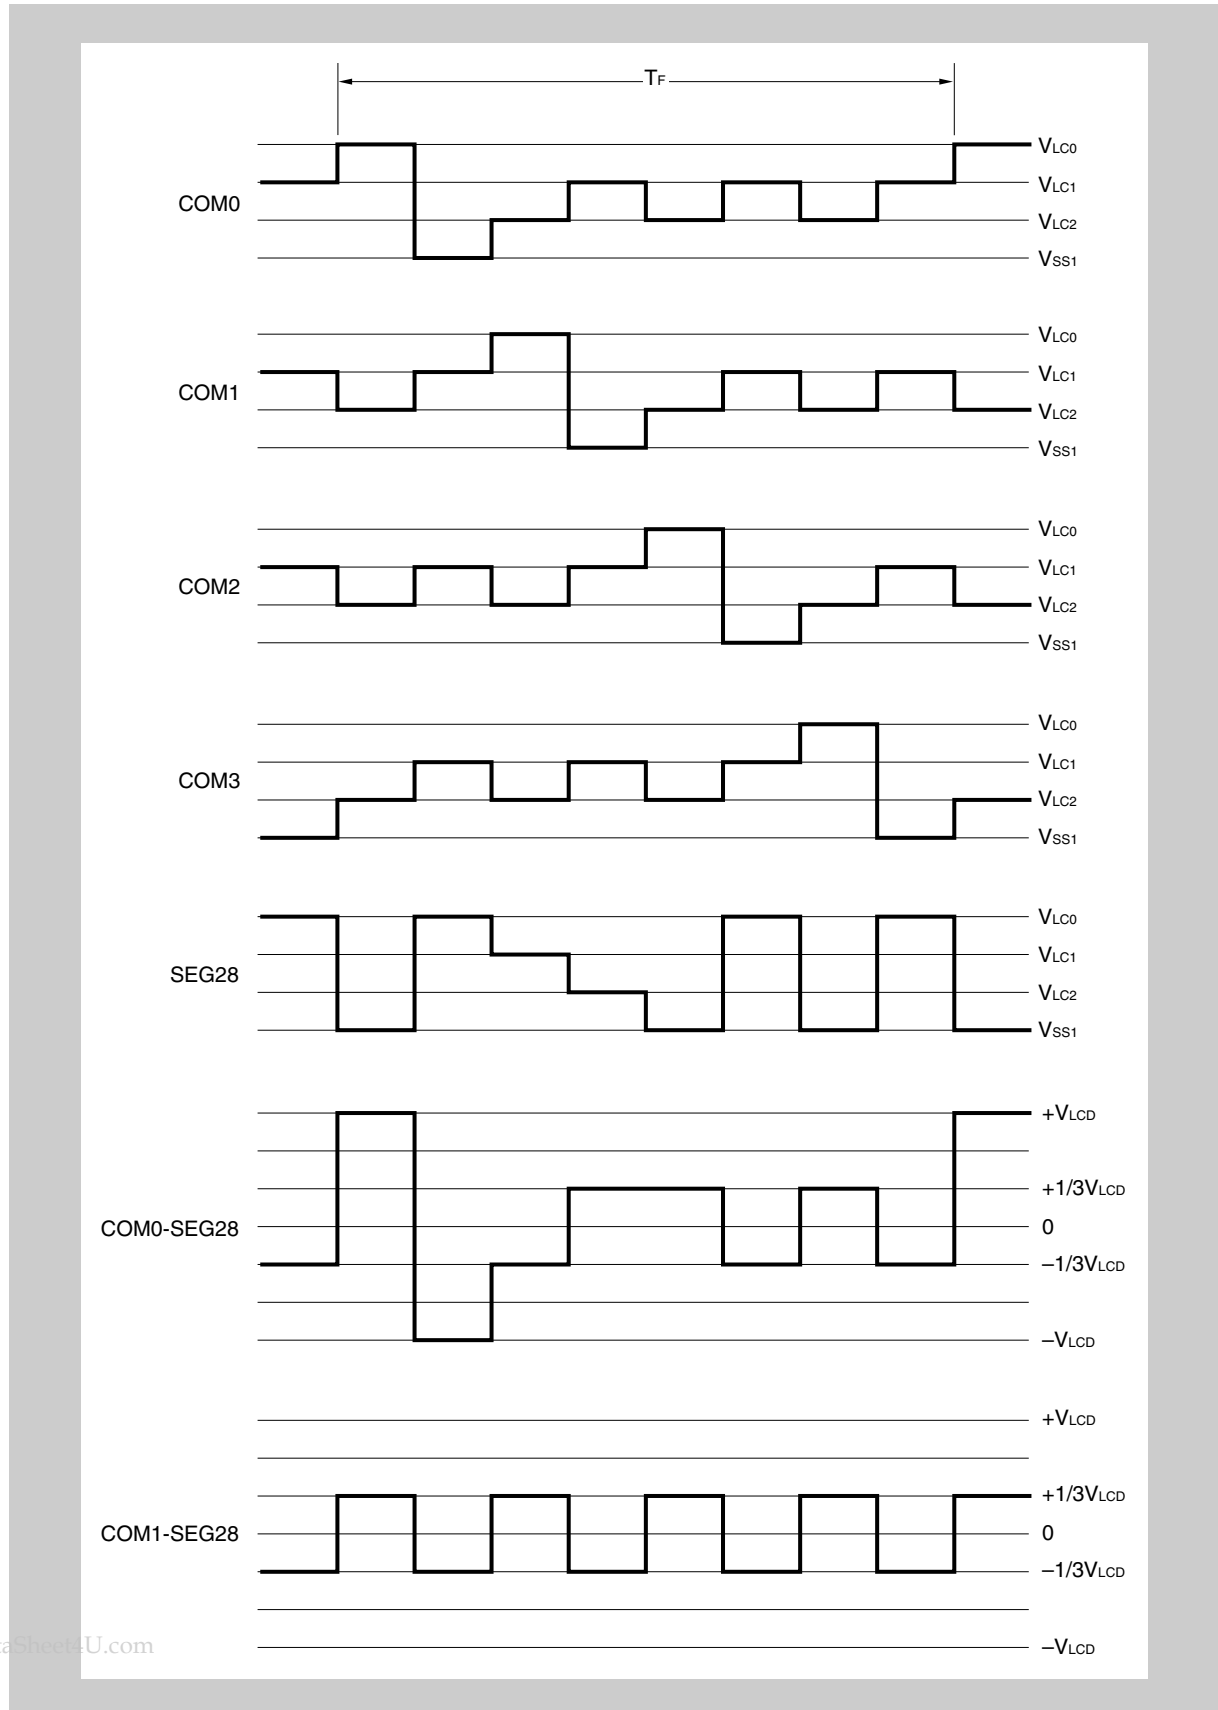 TF
VLC0
VLC1
COM0
VLC2
VSS1
VLC0
VLC1
COM1
VLC2
VSS1
VLC0
VLC1
COM2
VLC2
VSS1
VLC0
VLC1
COM3
VLC2
VSS1
VLC0
VLC1
SEG28
VLC2
VSS1
+VLCD
+1/3VLCD
COM0-SEG28
0
–1/3VLCD
–VLCD
+VLCD
+1/3VLCD
COM1-SEG28
0
–1/3VLCD
–VLCD
aSheet4U.com